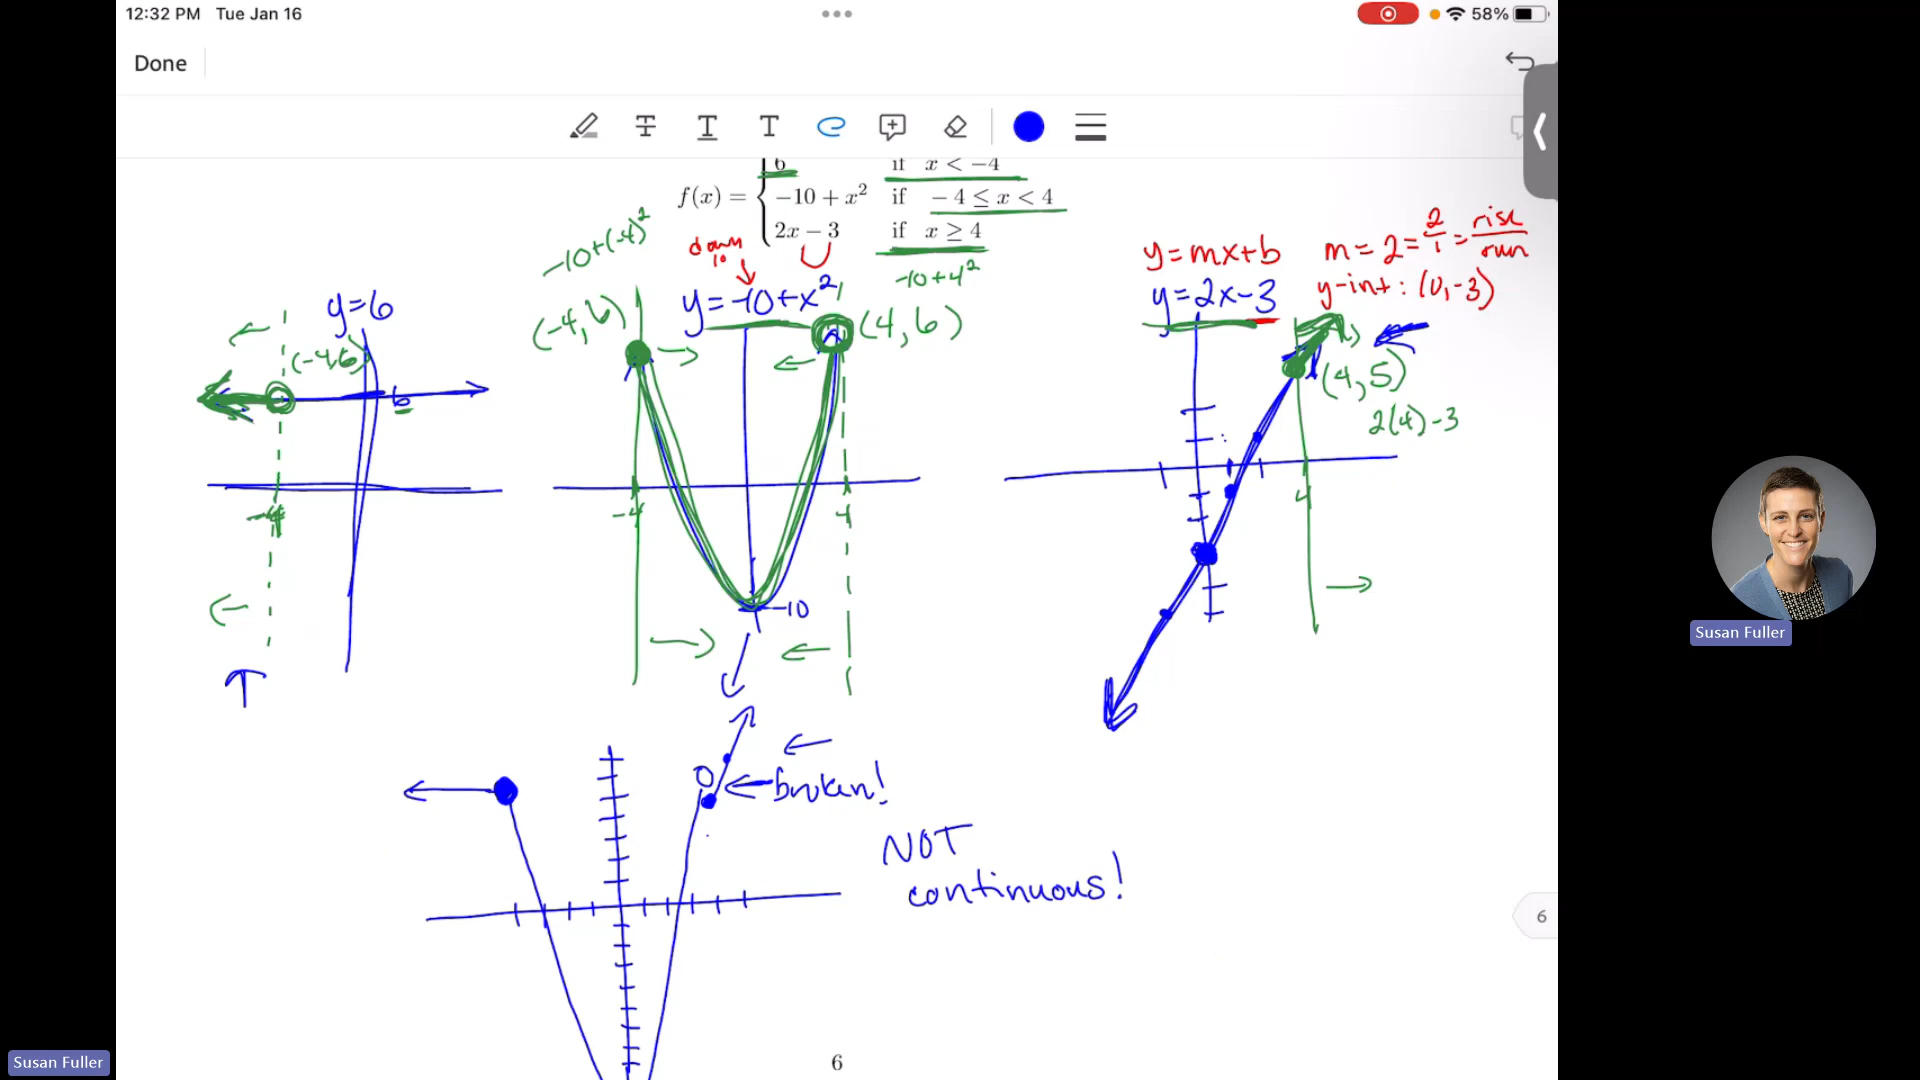 12:32 PM Tue Jan 16
58%
Done
6 if x < −4
f(x) = { −10 + x² if − 4 ≤ x < 4
2x − 3 if x ≥ 4
-10+(-4)²
down
10
-10+4²
y=mx+b
m=2=2/1=rise/run
y=6
y=-10+x²
y=2x-3
y-int: (0,-3)
(-4,6)
(-4,6)
(4,6)
(4,5)
2(4)-3
6
-4
-4
4
4
-10
broken!
NOT
continuous!
6
6
Susan Fuller
Susan Fuller